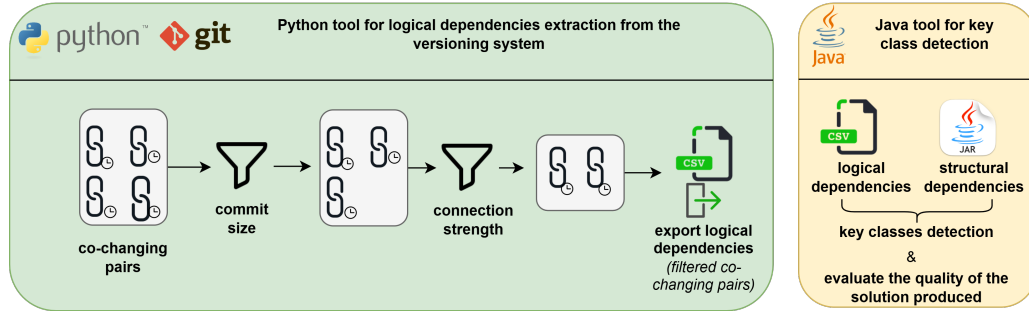 python™
git
Python tool for logical dependencies extraction from the
versioning system
co-changing
pairs
commit
size
connection
strength
CSV
export logical
dependencies
(filtered co-
changing pairs)
Java
Java tool for key
class detection
CSV
JAR
logical
dependencies
structural
dependencies
key classes detection
&
evaluate the quality of the
solution produced